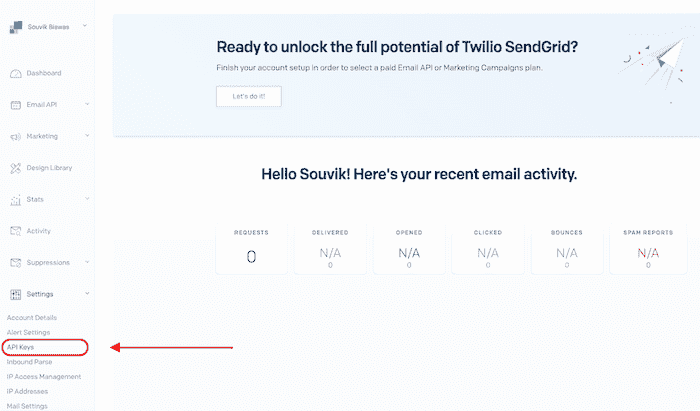 Souvik Biswas
Dashboard
Email API
Marketing
Design Library
Stats
Activity
Suppressions
Settings
Account Details
Alert Settings
API Keys
Inbound Parse
IP Access Management
IP Addresses
Mail Settings
Ready to unlock the full potential of Twilio SendGrid?
Finish your account setup in order to select a paid Email API or Marketing Campaigns plan.
Let's do it!
Hello Souvik! Here's your recent email activity.
REQUESTS DELIVERED OPENED CLICKED BOUNCES SPAM REPORTS
0 N/A N/A N/A N/A N/A
0 0 0 0 0